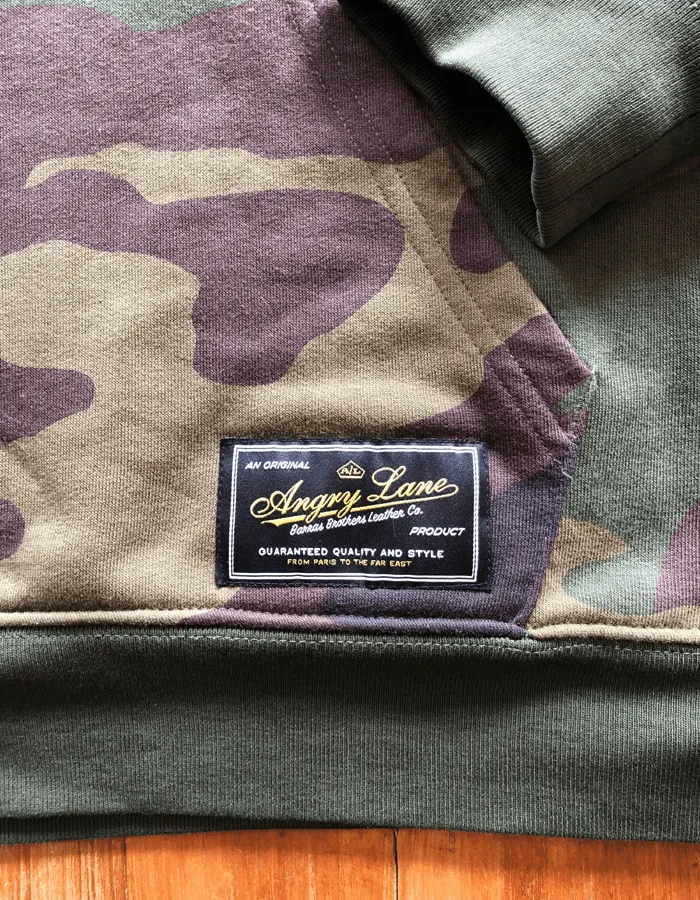 AN ORIGINAL
A/L
Angry Lane
Barras Brothers Leather Co.
PRODUCT
GUARANTEED QUALITY AND STYLE
FROM PARIS TO THE FAR EAST